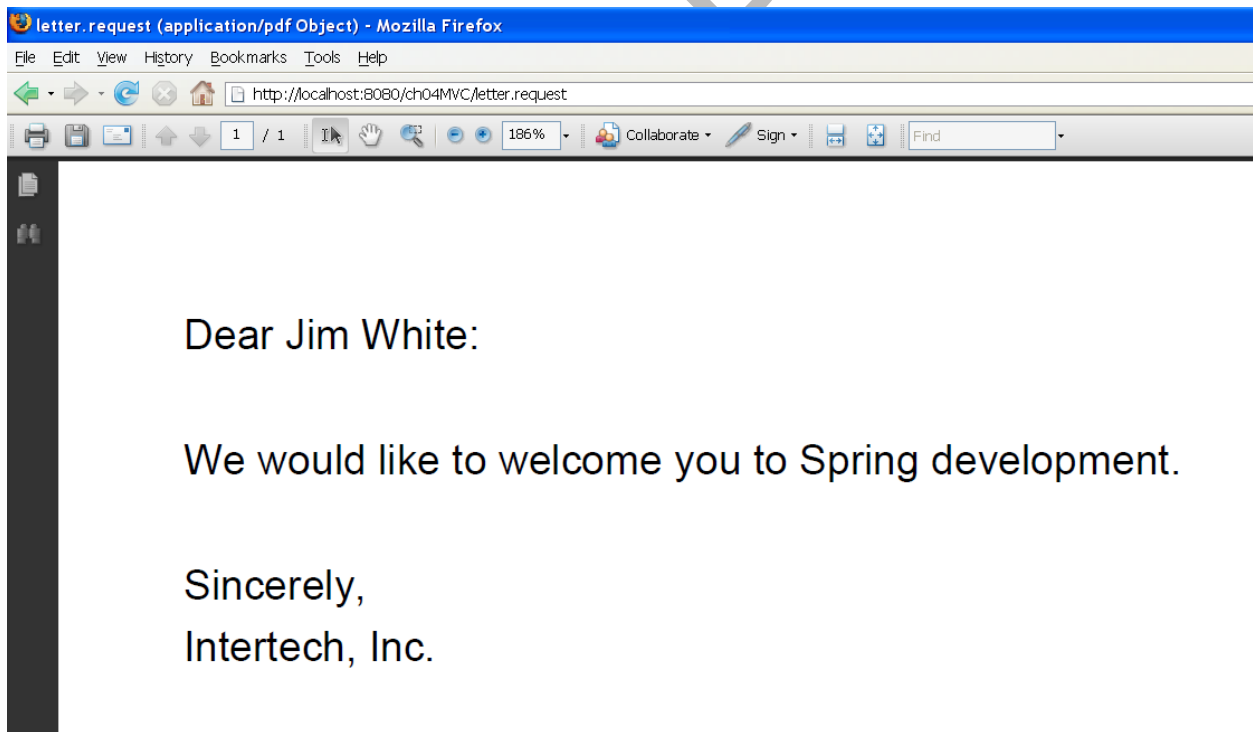 letter.request (application/pdf Object) - Mozilla Firefox
File Edit View History Bookmarks Tools Help
http://localhost:8080/ch04MVC/letter.request
1 / 1 186% Collaborate Sign Find
Dear Jim White:
We would like to welcome you to Spring development.
Sincerely,
Intertech, Inc.